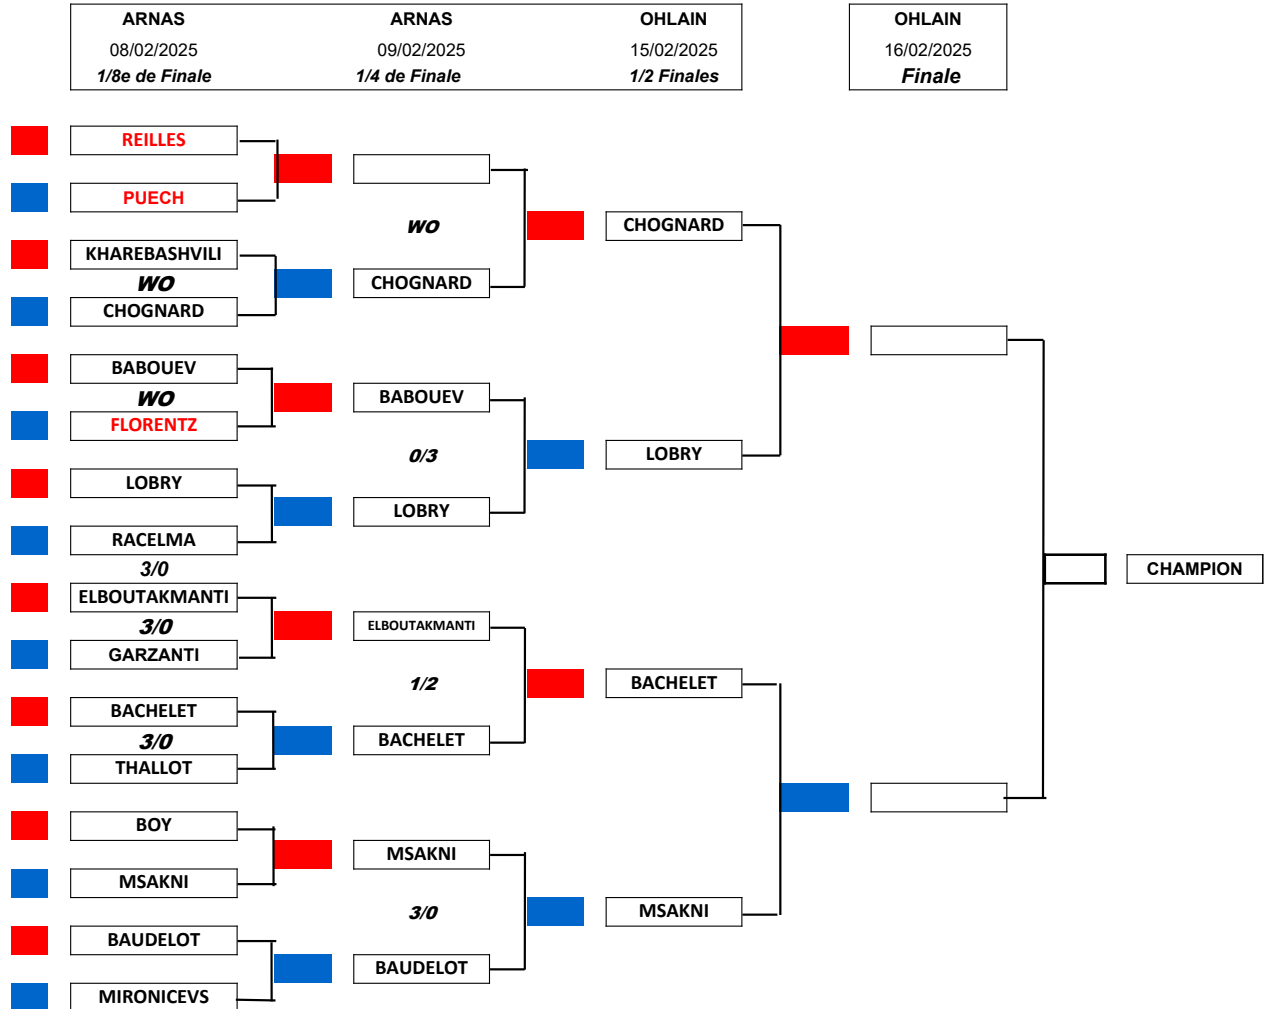 ARNAS ARNAS OHLAIN OHLAIN
08/02/2025 09/02/2025 15/02/2025 16/02/2025
1/8e de Finale 1/4 de Finale 1/2 Finales Finale
REILLES
PUECH
WO CHOGNARD
KHAREBASHVILI
WO CHOGNARD
CHOGNARD
BABOUEV
WO BABOUEV
FLORENTZ
0/3 LOBRY
LOBRY
LOBRY
RACELMA
3/0 CHAMPION
ELBOUTAKMANTI
3/0 ELBOUTAKMANTI
GARZANTI
1/2 BACHELET
BACHELET
3/0 BACHELET
THALLOT
BOY
MSAKNI
MSAKNI
3/0 MSAKNI
BAUDELOT
BAUDELOT
MIRONICEVS